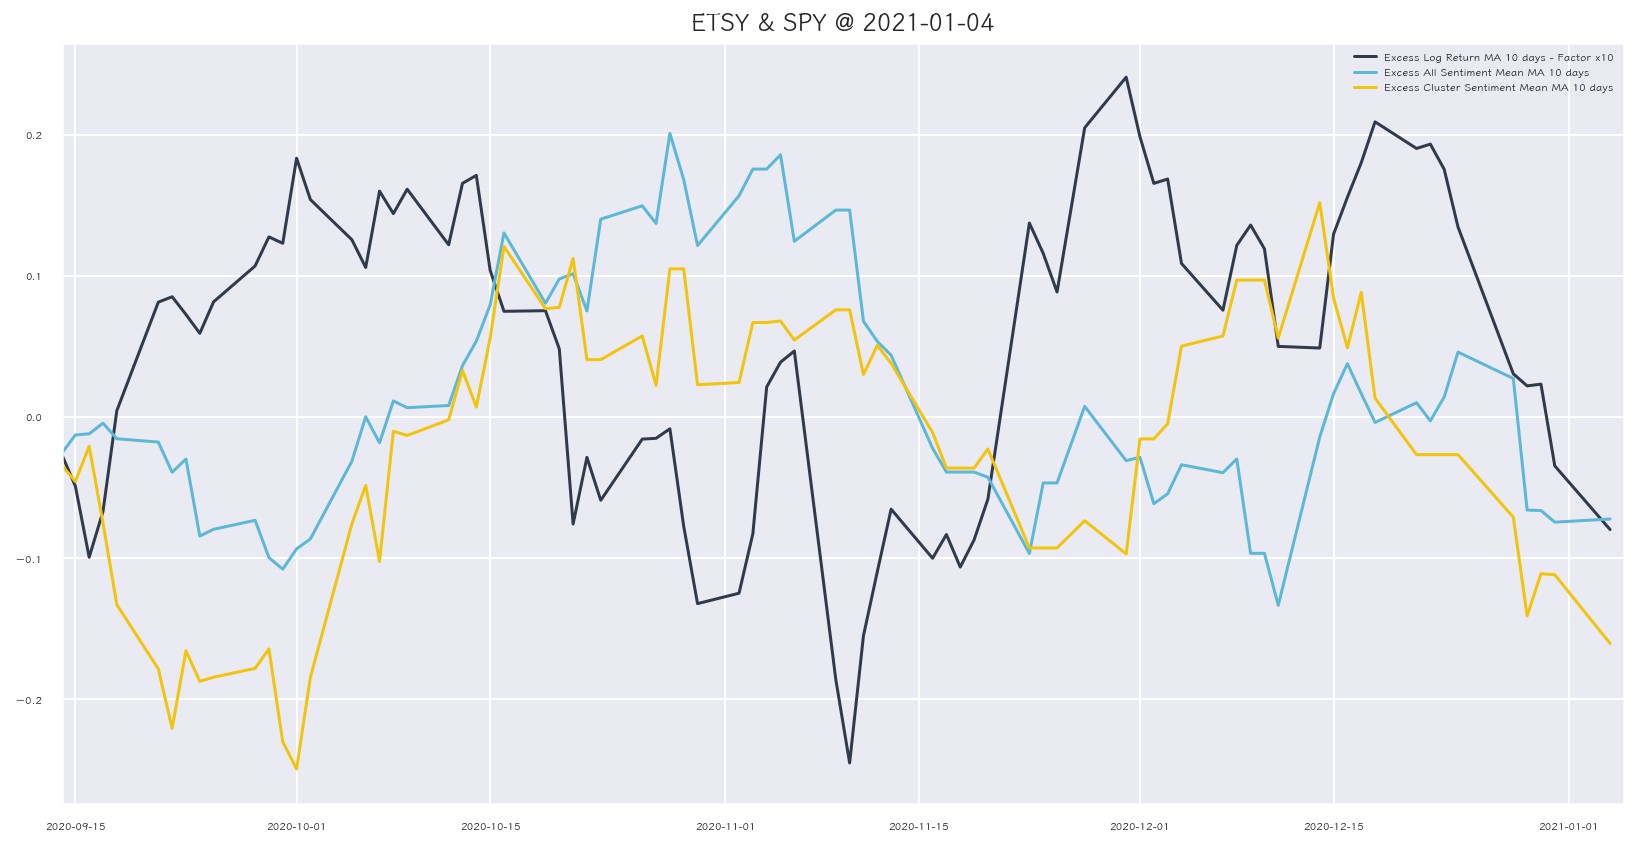 ETSY & SPY @ 2021-01-04
Excess Log Return MA 10 days - Factor x10
Excess All Sentiment Mean MA 10 days
Excess Cluster Sentiment Mean MA 10 days
0.2
0.1
0.0
−0.1
−0.2
2020-09-15 2020-10-01 2020-10-15 2020-11-01 2020-11-15 2020-12-01 2020-12-15 2021-01-01